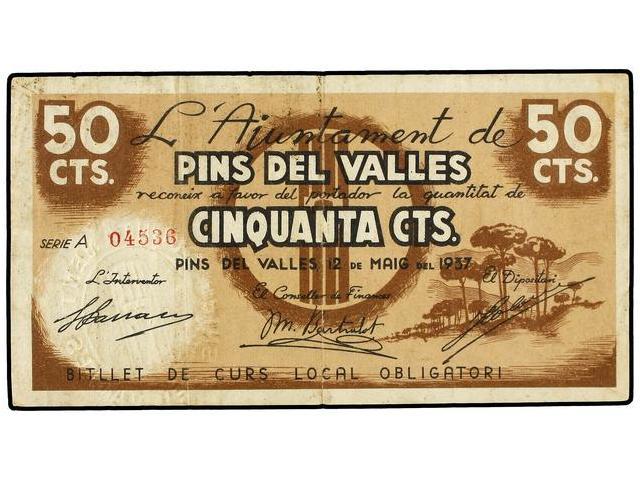 50 CTS.
50 CTS.
L'Ajuntament de
PINS DEL VALLES
reconeix a favor del portador la quantitat de
CINQUANTA CTS.
SERIE A 04536
PINS DEL VALLES, 12 DE MAIG DEL 1937
L'Interventor
El Conseller de Finances
El Dipositari
M. Bertralot
BITLLET DE CURS LOCAL OBLIGATORI